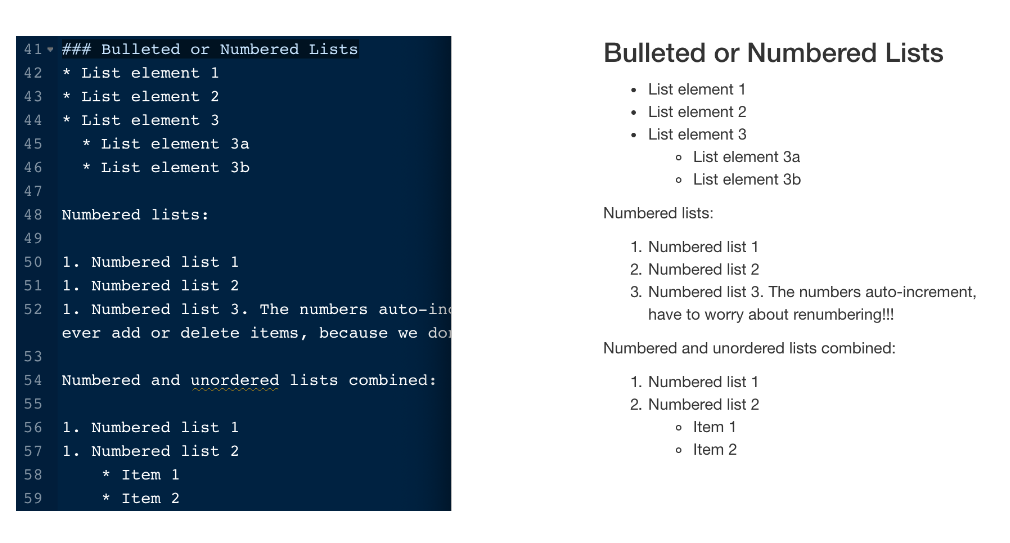 41 ### Bulleted or Numbered Lists
42 * List element 1
43 * List element 2
44 * List element 3
45 * List element 3a
46 * List element 3b
47
48 Numbered lists:
49
50 1. Numbered list 1
51 1. Numbered list 2
52 1. Numbered list 3. The numbers
ever add or delete items, because we
53
54 Numbered and unordered lists combined:
55
56 1. Numbered list 1
57 1. Numbered list 2
58 * Item 1
59 * Item 2
Bulleted or Numbered Lists
• List element 1
• List element 2
• List element 3
◦ List element 3a
◦ List element 3b
Numbered lists:
1. Numbered list 1
2. Numbered list 2
3. Numbered list 3. The numbers auto-increment,
have to worry about renumbering!!!
Numbered and unordered lists combined:
1. Numbered list 1
2. Numbered list 2
◦ Item 1
◦ Item 2